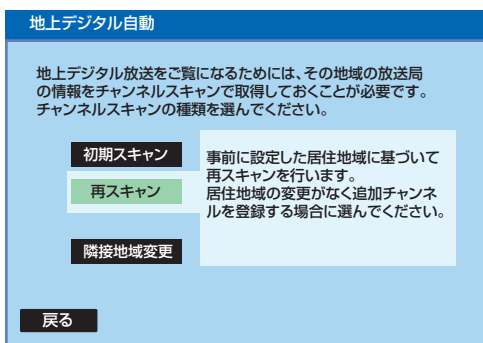 地上デジタル自動
地上デジタル放送をご覧になるためには、その地域の放送局
の情報をチャンネルスキャンで取得しておくことが必要です。
チャンネルスキャンの種類を選んでください。
初期スキャン
再スキャン
隣接地域変更
事前に設定した居住地域に基づいて
再スキャンを行います。
居住地域の変更がなく追加チャンネ
ルを登録する場合に選んでください。
戻る